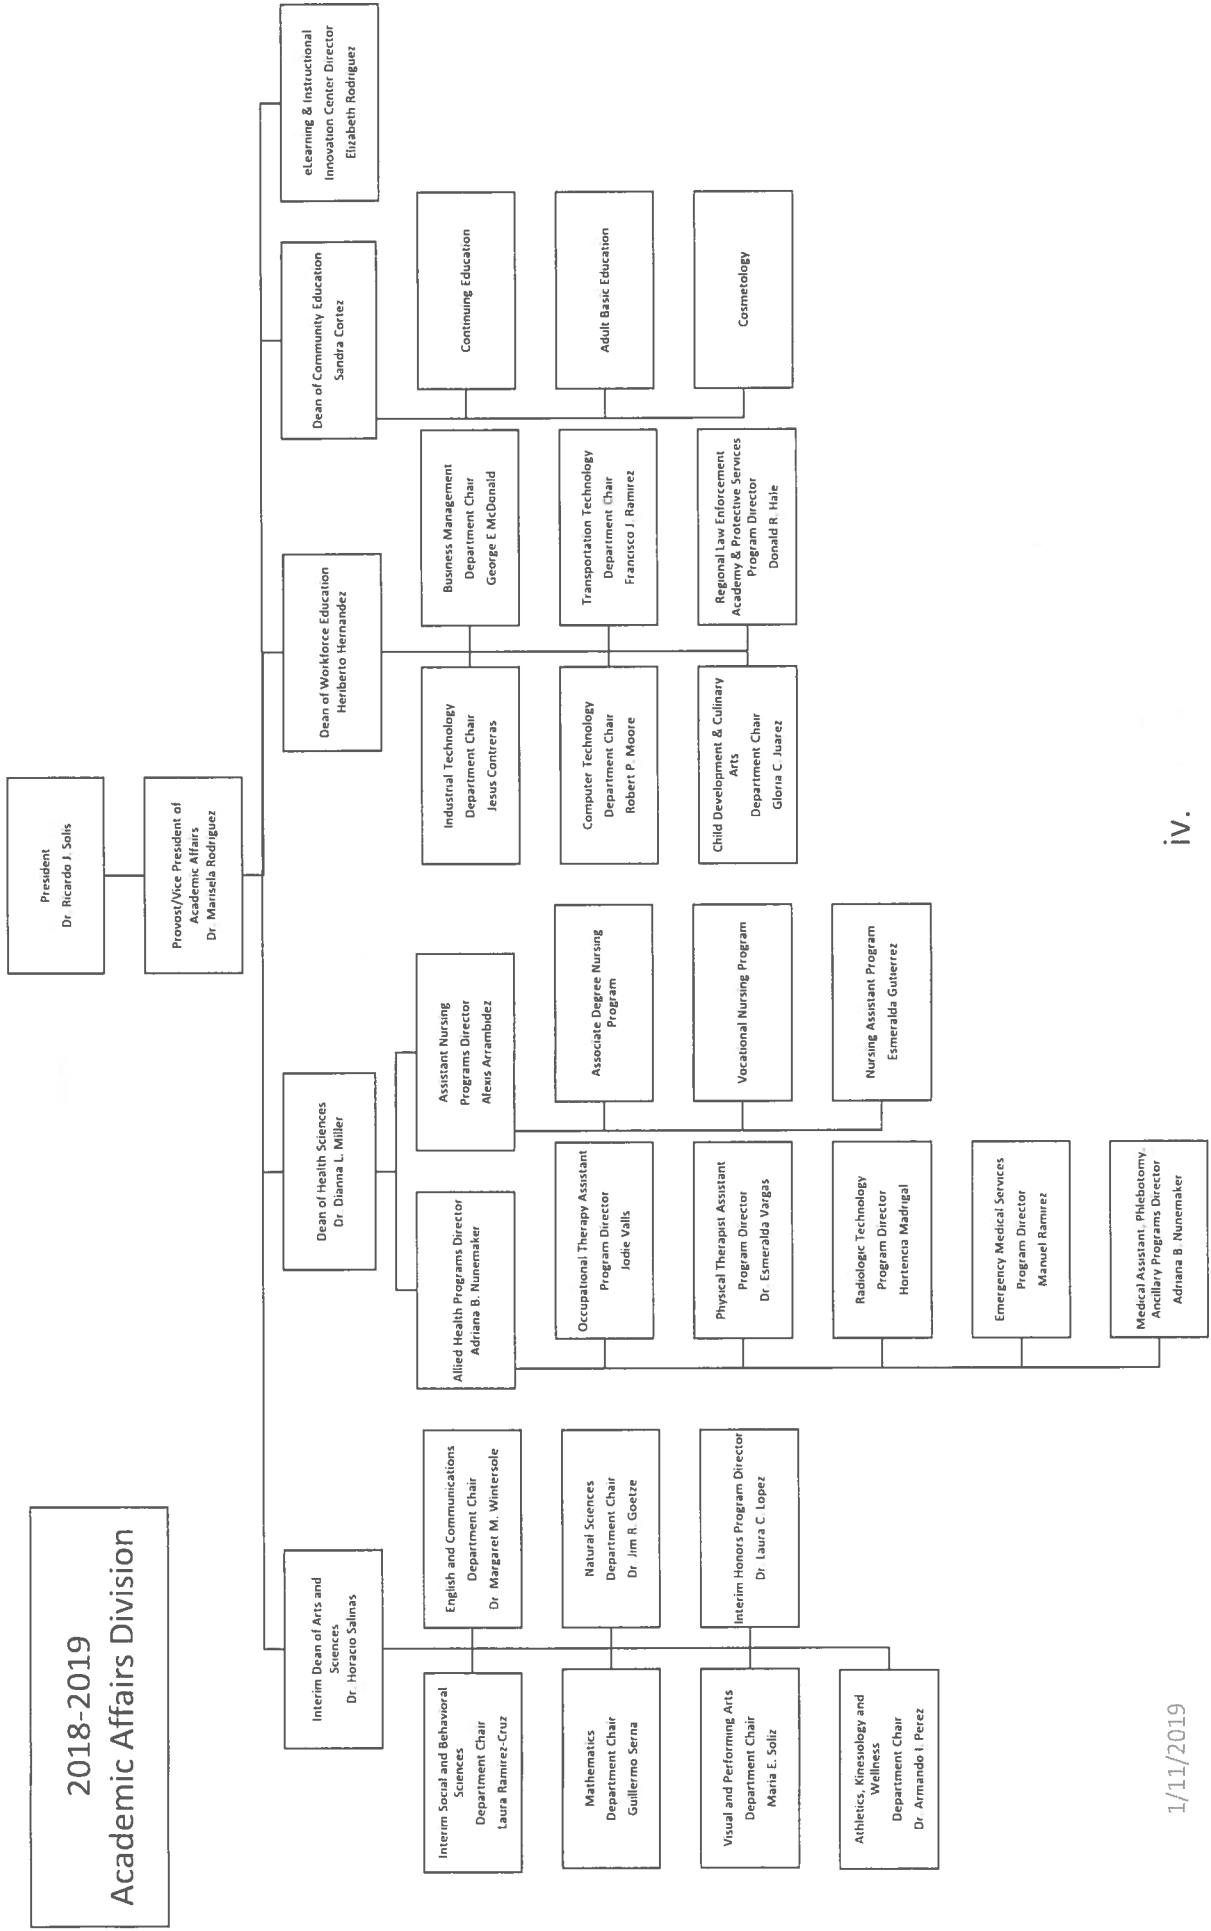 2018-2019
Academic Affairs Division
President
Dr. Ricardo J. Solis
Provost/Vice President of
Academic Affairs
Dr. Marisela Rodriguez
Interim Dean of Arts and
Sciences
Dr. Horacio Salinas
Interim Social and Behavioral
Sciences
Department Chair
Laura Ramirez-Cruz
English and Communications
Department Chair
Dr. Margaret M. Wintersole
Mathematics
Department Chair
Guillermo Serna
Natural Sciences
Department Chair
Dr. Jim R. Goetze
Visual and Performing Arts
Department Chair
Maria E. Soliz
Interim Honors Program Director
Dr. Laura C. Lopez
Athletics, Kinesiology and
Wellness
Department Chair
Dr. Armando I. Perez
Dean of Health Sciences
Dr. Dianna L. Miller
Allied Health Programs Director
Adriana B. Nunemaker
Occupational Therapy Assistant
Program Director
Jodie Valls
Physical Therapist Assistant
Program Director
Dr. Esmeralda Vargas
Radiologic Technology
Program Director
Hortencia Madrigal
Emergency Medical Services
Program Director
Manuel Ramirez
Medical Assistant, Phlebotomy,
Ancillary Programs Director
Adriana B. Nunemaker
Assistant Nursing
Programs Director
Alexis Arrambidez
Associate Degree Nursing
Program
Vocational Nursing Program
Nursing Assistant Program
Esmeralda Gutierrez
Dean of Workforce Education
Heriberto Hernandez
Industrial Technology
Department Chair
Jesus Contreras
Business Management
Department Chair
George E McDonald
Computer Technology
Department Chair
Robert P. Moore
Transportation Technology
Department Chair
Francisco J. Ramirez
Child Development & Culinary
Arts
Department Chair
Gloria C. Juarez
Regional Law Enforcement
Academy & Protective Services
Program Director
Donald R. Hale
Dean of Community Education
Sandra Cortez
Continuing Education
Adult Basic Education
Cosmetology
eLearning & Instructional
Innovation Center Director
Elizabeth Rodriguez
1/11/2019
iv.